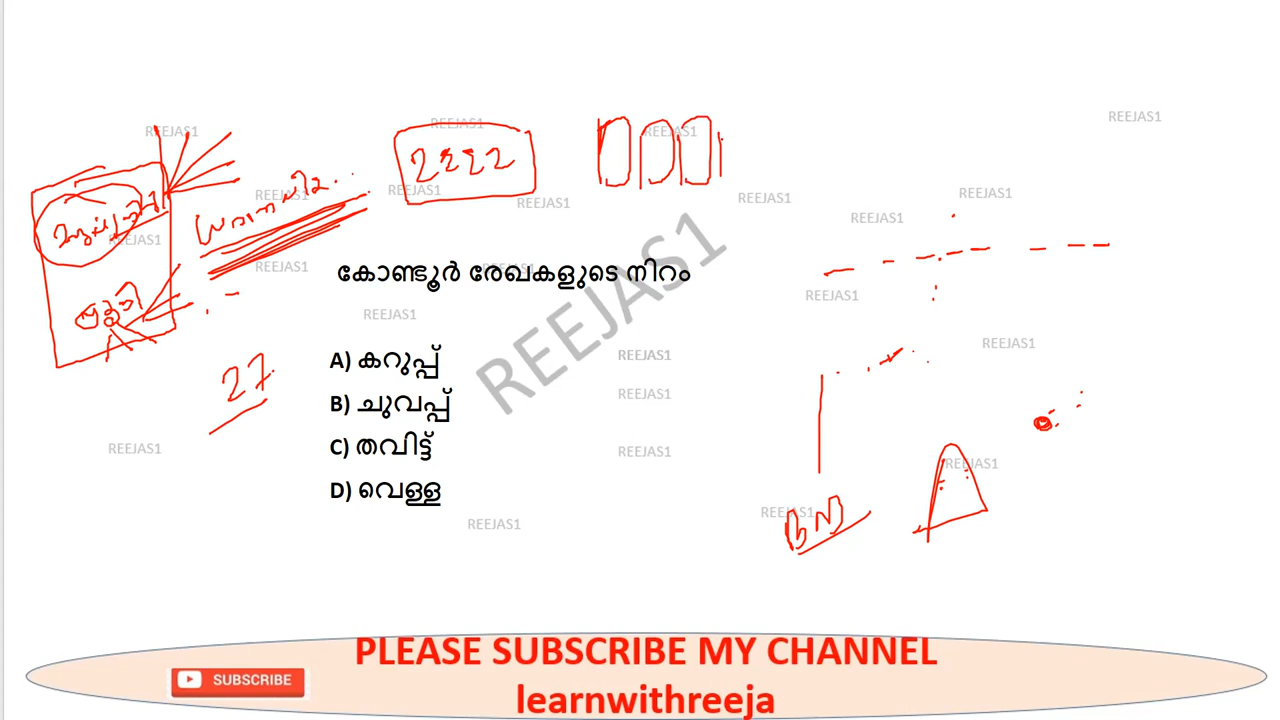 2222
കോണ്ടൂർ രേഖകളുടെ നിറം
27
A) കറുപ്പ്
B) ചുവപ്പ്
C) തവിട്ട്
D) വെള്ള
REEJAS1
PLEASE SUBSCRIBE MY CHANNEL
SUBSCRIBE
learnwithreeja